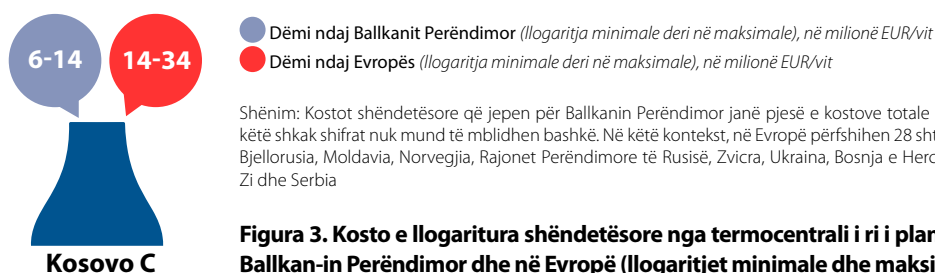 6-14
14-34
Kosovo C
Dëmi ndaj Ballkanit Perëndimor (llogaritja minimale deri në maksimale), në milionë EUR/vit
Dëmi ndaj Evropës (llogaritja minimale deri në maksimale), në milionë EUR/vit
Shënim: Kostot shëndetësore që jepen për Ballkanin Perëndimor janë pjesë e kostove totale
këtë shkak shifrat nuk mund të mblidhen bashkë. Në këtë kontekst, në Evropë përfshihen 28
Bjellorusia, Moldavia, Norvegjia, Rajonet Perëndimore të Rusisë, Zvicra, Ukraina, Bosnja e
Zi dhe Serbia
Figura 3. Kosto e llogaritura shëndetësore nga termocentrali i ri i
Ballkan-in Perëndimor dhe në Evropë (llogaritjet minimale dhe